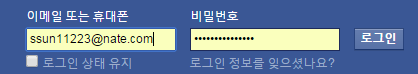 이메일 또는 휴대폰 비밀번호
ssun11223@nate.com ••••••••••••••• 로그인
로그인 상태 유지 로그인 정보를 잊으셨나요?